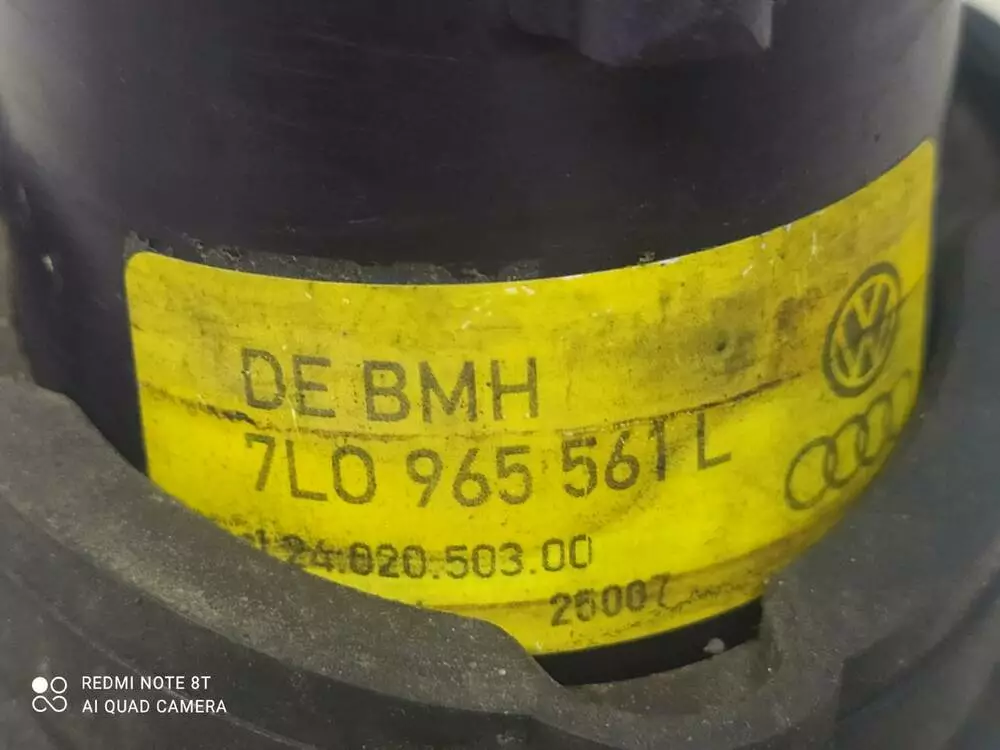 DE BMH
7L0 965 561 L
24.020.503.00
25007
REDMI NOTE 8T
AI QUAD CAMERA